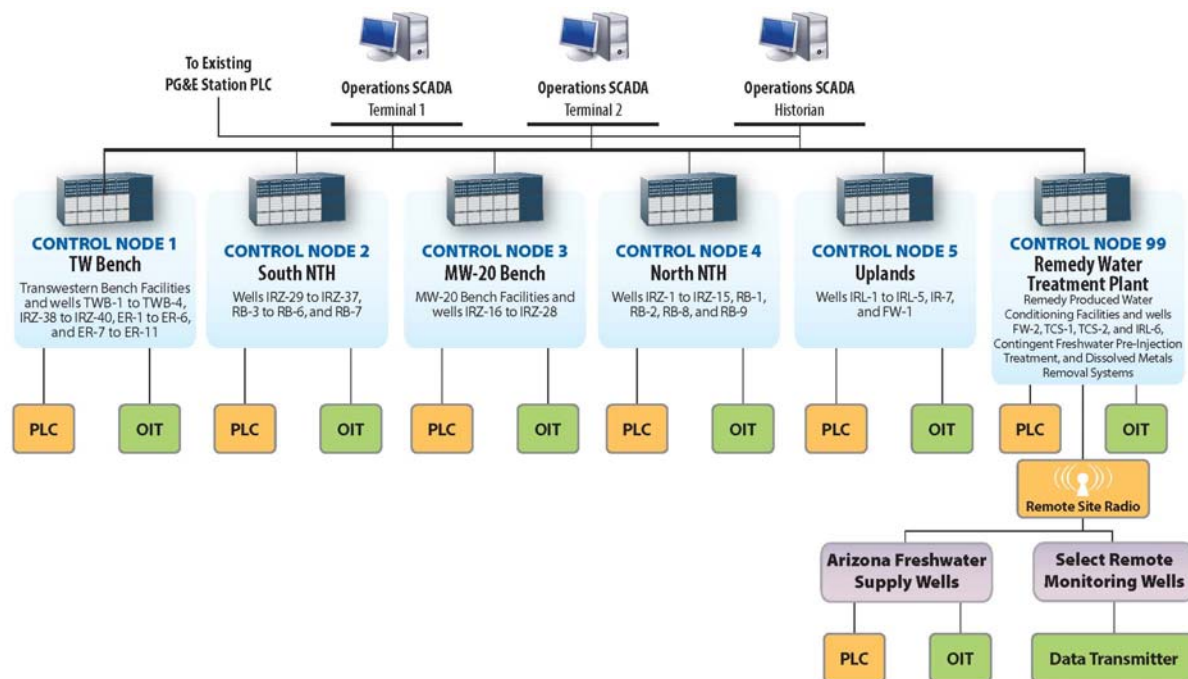 To Existing
PG&E Station PLC
Operations SCADA
Terminal 1
Operations SCADA
Terminal 2
Operations SCADA
Historian
CONTROL NODE 1
TW Bench
Transwestern Bench Facilities
and wells TWB-1 to TWB-4,
IRZ-38 to IRZ-40, ER-1 to ER-6,
and ER-7 to ER-11
CONTROL NODE 2
South NTH
Wells IRZ-29 to IRZ-37,
RB-3 to RB-6, and RB-7
CONTROL NODE 3
MW-20 Bench
MW-20 Bench Facilities and
wells IRZ-16 to IRZ-28
CONTROL NODE 4
North NTH
Wells IRZ-1 to IRZ-15, RB-1,
RB-2, RB-8, and RB-9
CONTROL NODE 5
Uplands
Wells IRL-1 to IRL-5, IR-7,
and FW-1
CONTROL NODE 99
Remedy Water
Treatment Plant
Remedy Produced Water
Conditioning Facilities and wells
FW-2, TCS-1, TCS-2, and IRL-6,
Contingent Freshwater Pre-Injection
Treatment, and Dissolved Metals
Removal Systems
PLC
OIT
PLC
OIT
PLC
OIT
PLC
OIT
PLC
OIT
PLC
OIT
Remote Site Radio
Arizona Freshwater
Supply Wells
Select Remote
Monitoring Wells
PLC
OIT
Data Transmitter